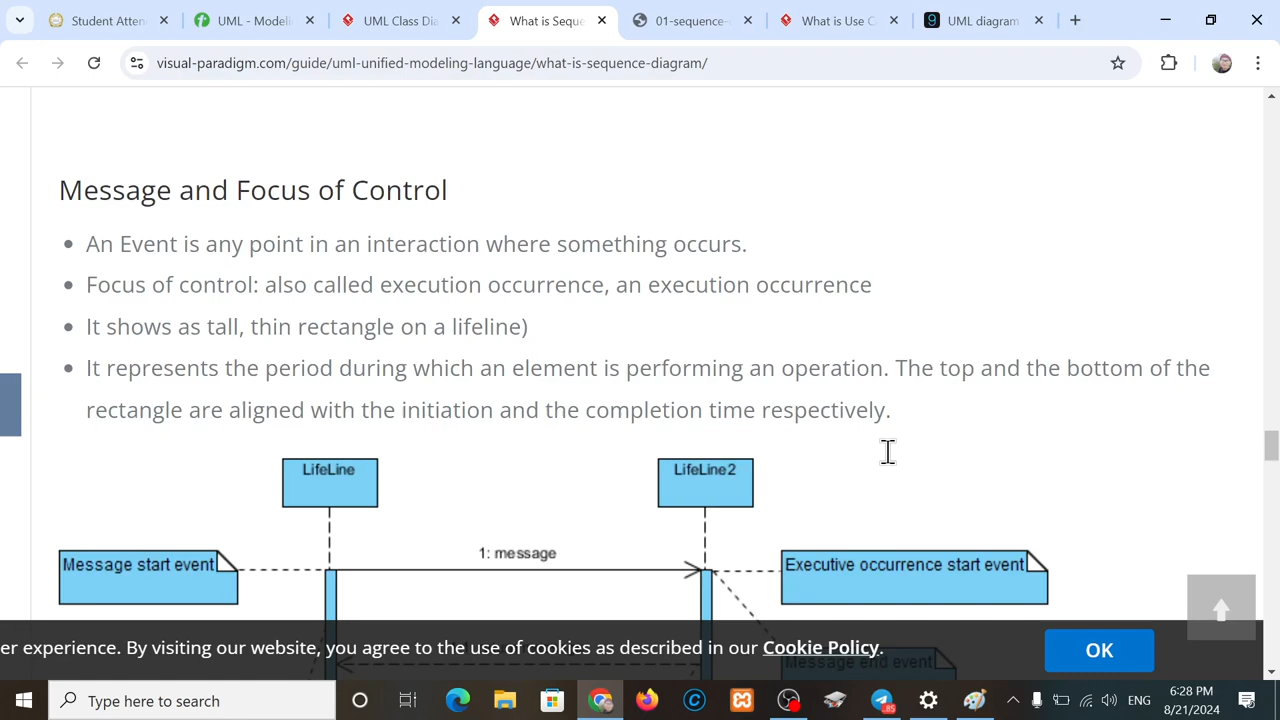 Student Atten
UML - Modeli
UML Class Dia
What is Seque
01-sequence-
What is Use C
UML diagram
visual-paradigm.com/guide/uml-unified-modeling-language/what-is-sequence-diagram/
Message and Focus of Control
An Event is any point in an interaction where something occurs.
Focus of control: also called execution occurrence, an execution occurrence
It shows as tall, thin rectangle on a lifeline)
It represents the period during which an element is performing an operation. The top and the bottom of the
rectangle are aligned with the initiation and the completion time respectively.
LifeLine
LifeLine2
1: message
Message start event
Executive occurrence start event
er experience. By visiting our website, you agree to the use of cookies as described in our Cookie Policy.
OK
Message end event
Type here to search
ENG
6:28 PM
8/21/2024